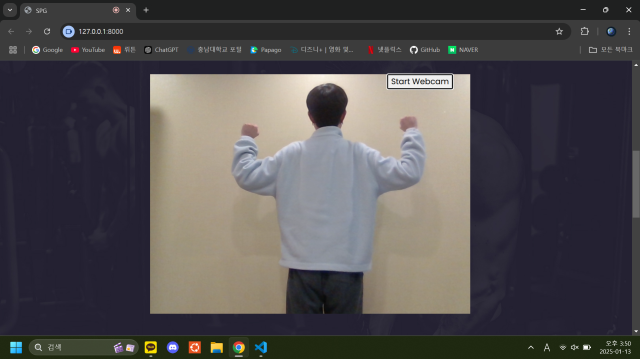 SPG
127.0.0.1:8000
Google
YouTube
뤼튼
ChatGPT
충남대학교 포털
Papago
디즈니+ | 영화 및...
넷플릭스
GitHub
NAVER
모든 북마크
Start Webcam
검색
A
오후 3:50
2025-01-13